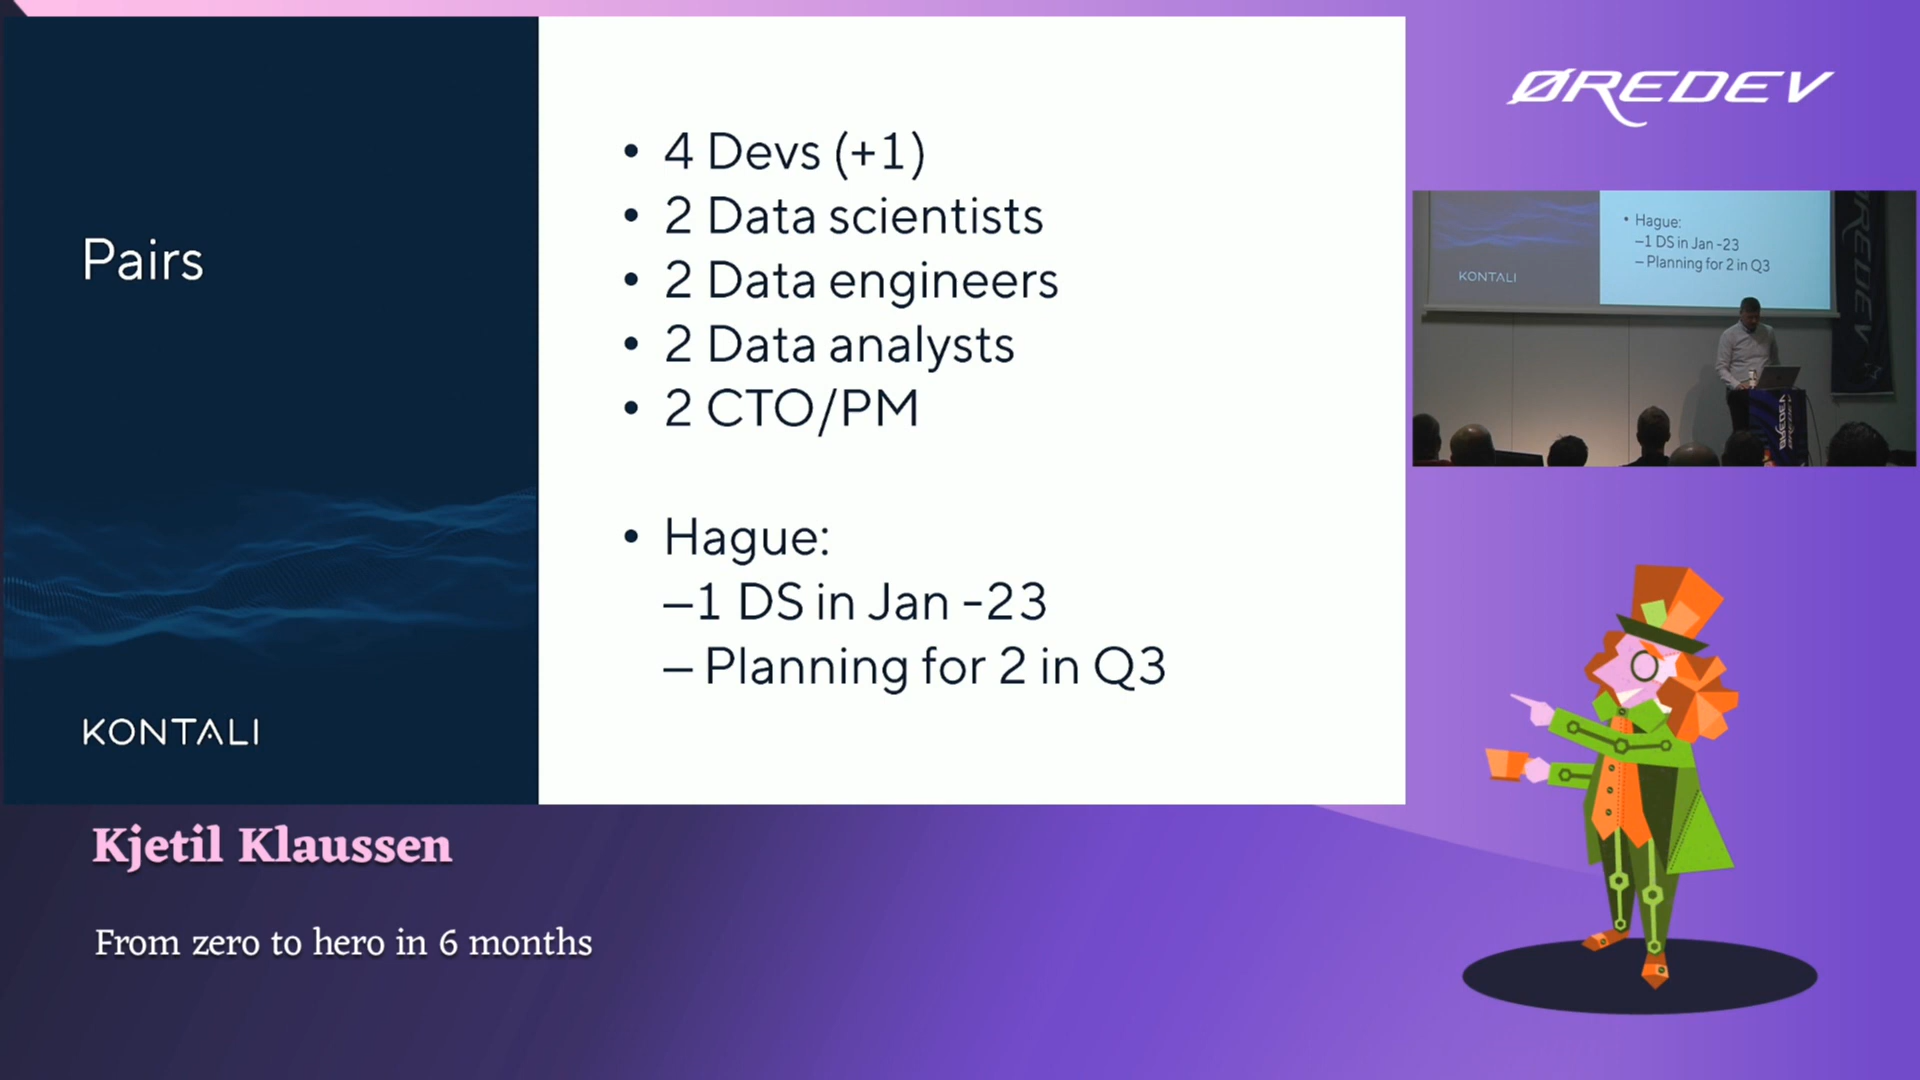 Pairs
• 4 Devs (+1)
• 2 Data scientists
• 2 Data engineers
• 2 Data analysts
• 2 CTO/PM
• Hague:
–1 DS in Jan -23
– Planning for 2 in Q3
KONTALI
ØREDEV
• Hague:
–1 DS in Jan -23
– Planning for 2 in Q3
KONTALI
ØREDEV
ØREDEV
Kjetil Klaussen
From zero to hero in 6 months